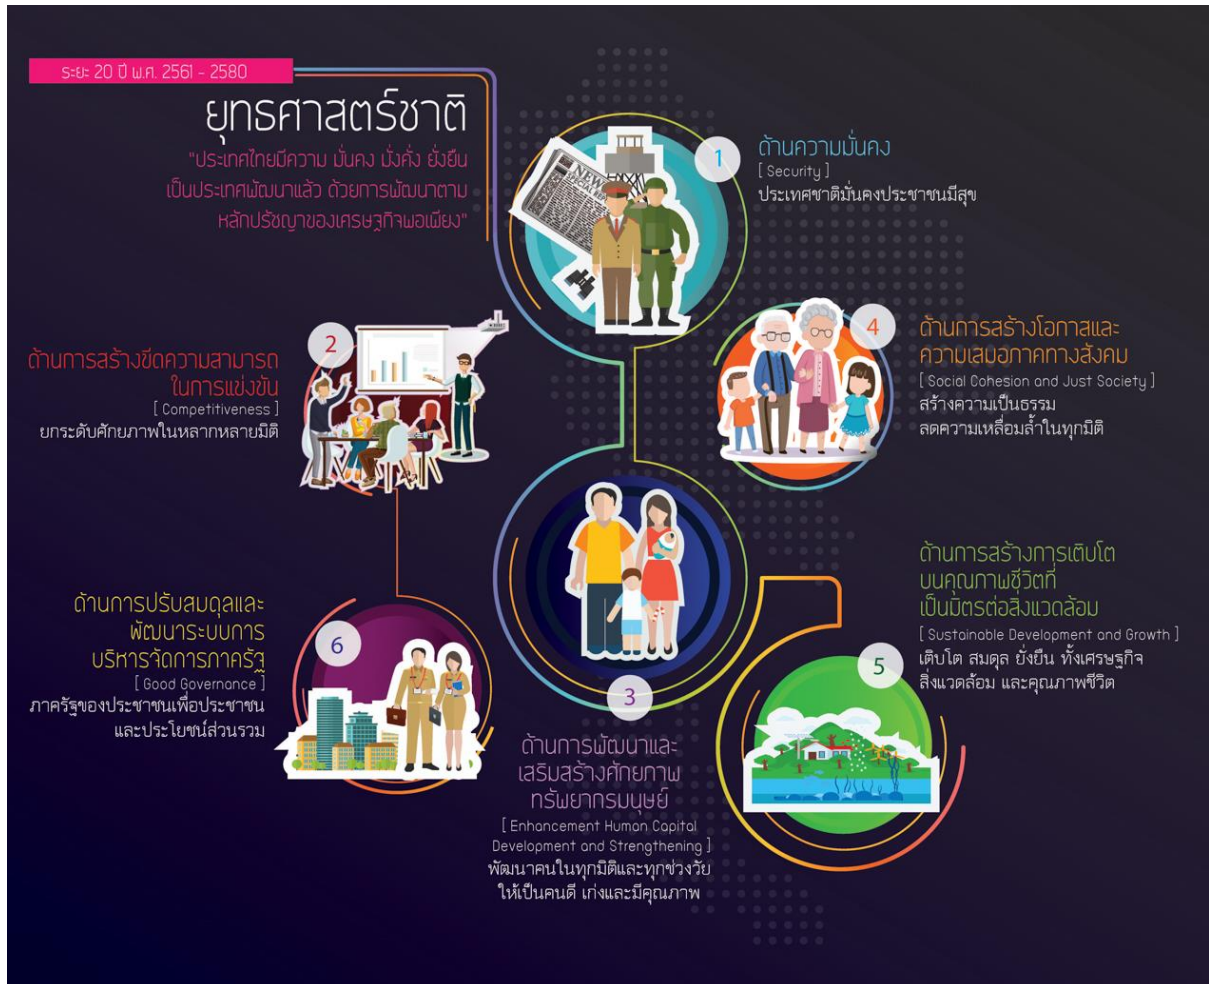 ระยะ 20 ปี พ.ศ. 2561 - 2580
ยุทธศาสตร์ชาติ
"ประเทศไทยมีความ มั่นคง มั่งคั่ง ยั่งยืน
เป็นประเทศพัฒนาแล้ว ด้วยการพัฒนาตาม
หลักปรัชญาของเศรษฐกิจพอเพียง"
NEWS
1
ด้านความมั่นคง
[ Security ]
ประเทศชาติมั่นคงประชาชนมีสุข
2
ด้านการสร้างขีดความสามารถ
ในการแข่งขัน
[ Competitiveness ]
ยกระดับศักยภาพในหลากหลายมิติ
3
ด้านการพัฒนาและ
เสริมสร้างศักยภาพ
ทรัพยากรมนุษย์
[ Enhancement Human Capital
Development and Strengthening ]
พัฒนาคนในทุกมิติและทุกช่วงวัย
ให้เป็นคนดี เก่งและมีคุณภาพ
4
ด้านการสร้างโอกาสและ
ความเสมอภาคทางสังคม
[ Social Cohesion and Just Society ]
สร้างความเป็นธรรม
ลดความเหลื่อมล้ำในทุกมิติ
5
ด้านการสร้างการเติบโต
บนคุณภาพชีวิตที่
เป็นมิตรต่อสิ่งแวดล้อม
[ Sustainable Development and Growth ]
เติบโต สมดุล ยั่งยืน ทั้งเศรษฐกิจ
สิ่งแวดล้อม และคุณภาพชีวิต
6
ด้านการปรับสมดุลและ
พัฒนาระบบการ
บริหารจัดการภาครัฐ
[ Good Governance ]
ภาครัฐของประชาชนเพื่อประชาชน
และประโยชน์ส่วนรวม